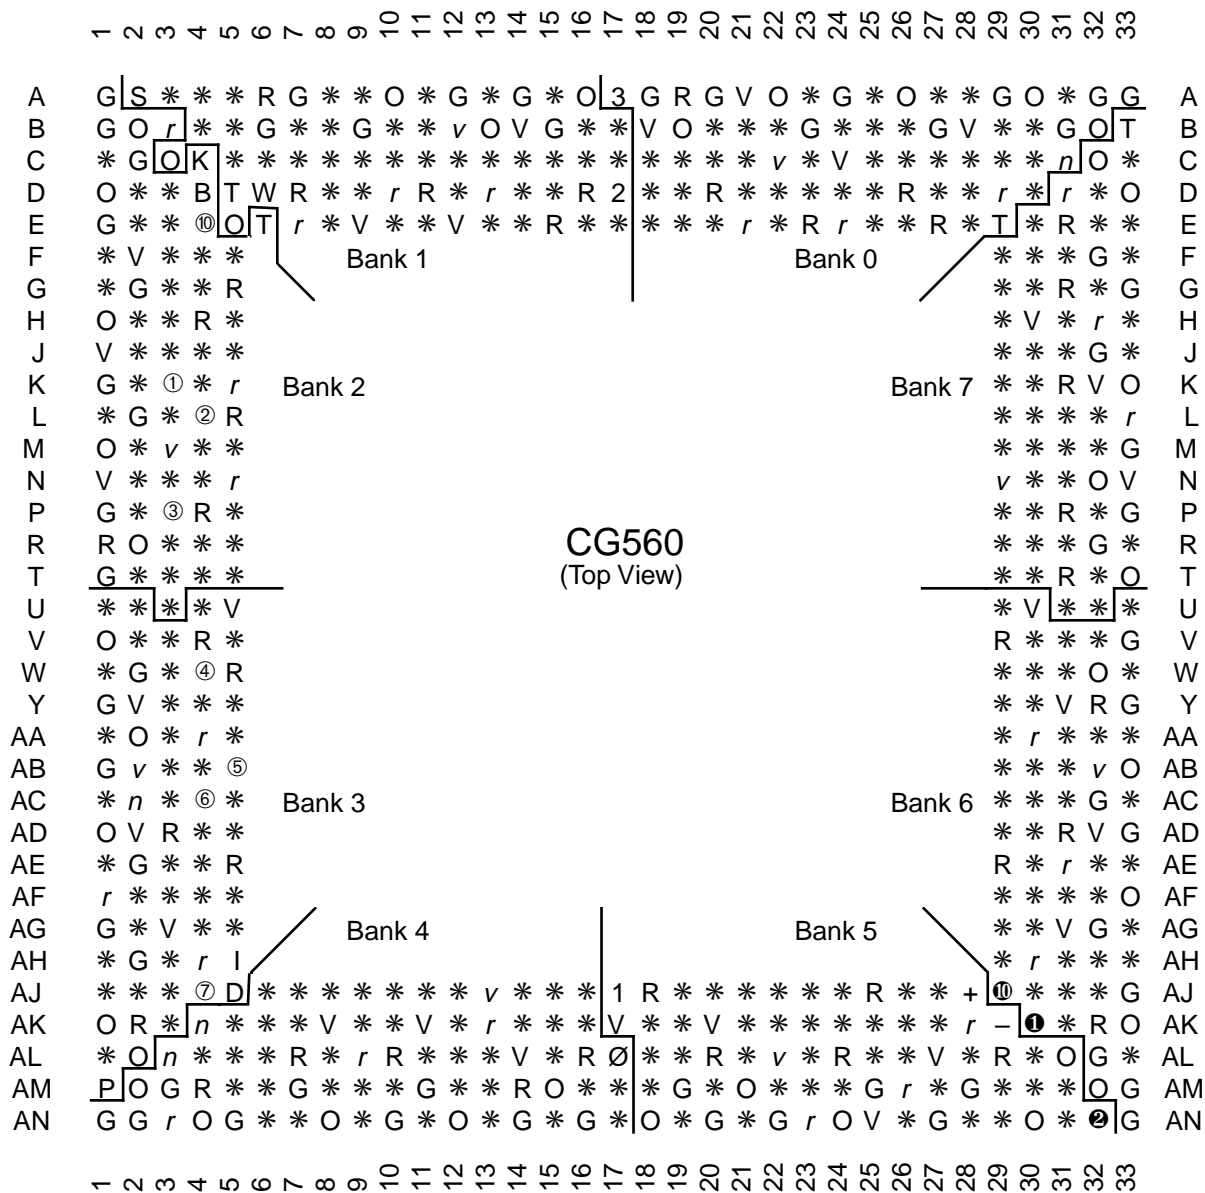 1 2 3 4 5 6 7 8 9 10 11 12 13 14 15 16 17 18 19 20 21 22 23 24 25 26 27 28 29 30 31 32 33
A G S ✳ ✳ ✳ R G ✳ ✳ O ✳ G ✳ G ✳ O 3 G R G V O ✳ G ✳ O ✳ ✳ G O ✳ G G A
B G O r ✳ ✳ G ✳ ✳ G ✳ ✳ v O V G ✳ ✳ V O ✳ ✳ ✳ G ✳ ✳ ✳ G V ✳ ✳ G O T B
C ✳ G O K ✳ ✳ ✳ ✳ ✳ ✳ ✳ ✳ ✳ ✳ ✳ ✳ ✳ ✳ ✳ ✳ ✳ v ✳ V ✳ ✳ ✳ ✳ ✳ ✳ n O ✳ C
D O ✳ ✳ B T W R ✳ ✳ r R ✳ r ✳ ✳ R 2 ✳ ✳ R ✳ ✳ ✳ ✳ ✳ R ✳ ✳ r ✳ r ✳ O D
E G ✳ ✳ ⑩ O T r ✳ V ✳ ✳ V ✳ ✳ R ✳ ✳ ✳ ✳ ✳ r ✳ R r ✳ ✳ R ✳ T ✳ R ✳ ✳ E
F ✳ V ✳ ✳ ✳ Bank 1 Bank 0 ✳ ✳ ✳ G ✳ F
G ✳ G ✳ ✳ R ✳ ✳ R ✳ G G
H O ✳ ✳ R ✳ ✳ V ✳ r ✳ H
J V ✳ ✳ ✳ ✳ ✳ ✳ ✳ G ✳ J
K G ✳ ① ✳ r Bank 2 Bank 7 ✳ ✳ R V O K
L ✳ G ✳ ② R ✳ ✳ ✳ ✳ r L
M O ✳ v ✳ ✳ ✳ ✳ ✳ ✳ G M
N V ✳ ✳ ✳ r v ✳ ✳ O V N
P G ✳ ③ R ✳ CG560 ✳ ✳ R ✳ G P
R R O ✳ ✳ ✳ (Top View) ✳ ✳ ✳ G ✳ R
T G ✳ ✳ ✳ ✳ ✳ ✳ R ✳ O T
U ✳ ✳ ✳ ✳ V ✳ V ✳ ✳ ✳ U
V O ✳ ✳ R ✳ R ✳ ✳ ✳ G V
W ✳ G ✳ ④ R ✳ ✳ ✳ O ✳ W
Y G V ✳ ✳ ✳ ✳ ✳ V R G Y
AA ✳ O ✳ r ✳ ✳ r ✳ ✳ ✳ AA
AB G v ✳ ✳ ⑤ ✳ ✳ ✳ v O AB
AC ✳ n ✳ ⑥ ✳ Bank 3 Bank 6 ✳ ✳ ✳ G ✳ AC
AD O V R ✳ ✳ ✳ ✳ R V G AD
AE ✳ G ✳ ✳ R R ✳ r ✳ ✳ AE
AF r ✳ ✳ ✳ ✳ ✳ ✳ ✳ ✳ O AF
AG G ✳ V ✳ ✳ Bank 4 Bank 5 ✳ ✳ V G ✳ AG
AH ✳ G ✳ r I ✳ r ✳ ✳ ✳ AH
AJ ✳ ✳ ✳ ⑦ D ✳ ✳ ✳ ✳ ✳ ✳ ✳ v ✳ ✳ ✳ 1 R ✳ ✳ ✳ ✳ ✳ ✳ R ✳ ✳ + ❿ ✳ ✳ ✳ G AJ
AK O R ✳ n ✳ ✳ ✳ V ✳ ✳ V ✳ r ✳ ✳ ✳ V ✳ ✳ V ✳ ✳ ✳ ✳ ✳ ✳ ✳ r – ❶ ✳ R O AK
AL ✳ O n ✳ ✳ ✳ R ✳ r R ✳ ✳ ✳ V ✳ R Ø ✳ ✳ R ✳ v ✳ R ✳ ✳ V ✳ R ✳ O G ✳ AL
AM P O G R ✳ ✳ G ✳ ✳ ✳ G ✳ ✳ R O ✳ ✳ ✳ G ✳ O ✳ ✳ ✳ G r ✳ G ✳ ✳ ✳ O G AM
AN G G r O G ✳ ✳ O ✳ G ✳ O ✳ G ✳ G ✳ O ✳ G ✳ G r O V ✳ G ✳ ✳ O ✳ ❷ G AN
1 2 3 4 5 6 7 8 9 10 11 12 13 14 15 16 17 18 19 20 21 22 23 24 25 26 27 28 29 30 31 32 33